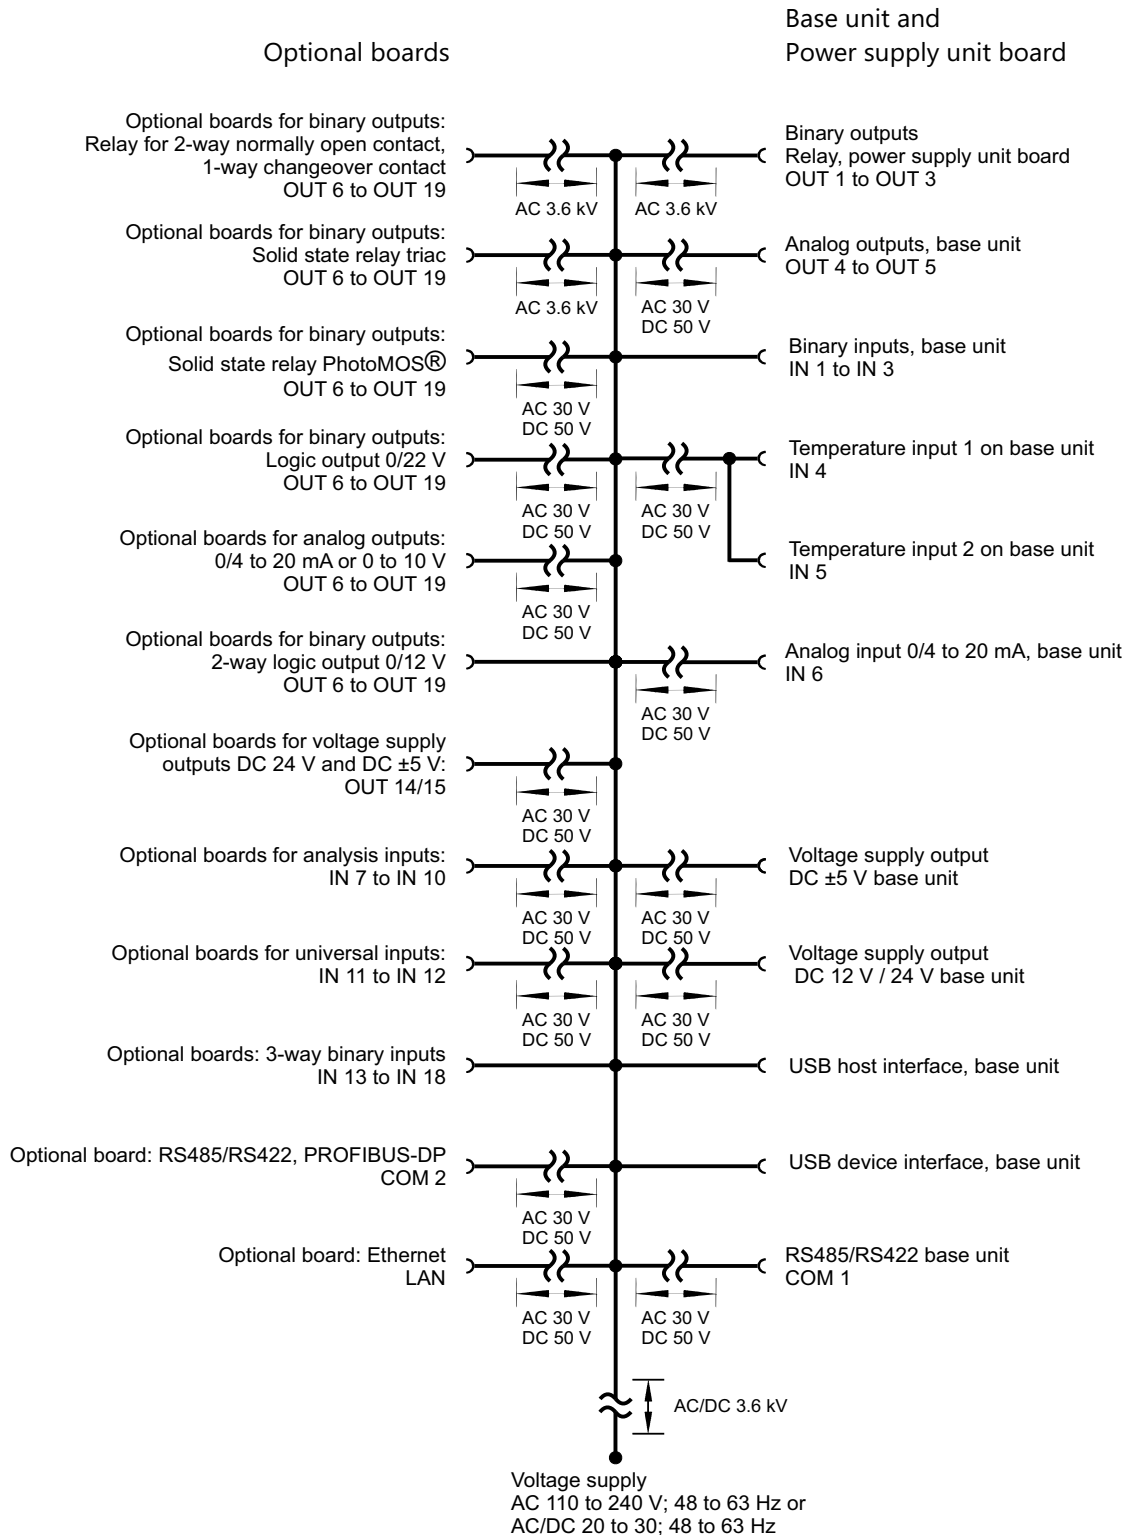 Optional boards
Base unit and
Power supply unit board
Optional boards for binary outputs:
Relay for 2-way normally open contact,
1-way changeover contact
OUT 6 to OUT 19
AC 3.6 kV
AC 3.6 kV
Binary outputs
Relay, power supply unit board
OUT 1 to OUT 3
Optional boards for binary outputs:
Solid state relay triac
OUT 6 to OUT 19
AC 3.6 kV
AC 30 V
DC 50 V
Analog outputs, base unit
OUT 4 to OUT 5
Optional boards for binary outputs:
Solid state relay PhotoMOS®
OUT 6 to OUT 19
AC 30 V
DC 50 V
Binary inputs, base unit
IN 1 to IN 3
Optional boards for binary outputs:
Logic output 0/22 V
OUT 6 to OUT 19
AC 30 V
DC 50 V
AC 30 V
DC 50 V
Temperature input 1 on base unit
IN 4
Optional boards for analog outputs:
0/4 to 20 mA or 0 to 10 V
OUT 6 to OUT 19
AC 30 V
DC 50 V
Temperature input 2 on base unit
IN 5
Optional boards for binary outputs:
2-way logic output 0/12 V
OUT 6 to OUT 19
AC 30 V
DC 50 V
Analog input 0/4 to 20 mA, base unit
IN 6
Optional boards for voltage supply
outputs DC 24 V and DC ±5 V:
OUT 14/15
AC 30 V
DC 50 V
Optional boards for analysis inputs:
IN 7 to IN 10
AC 30 V
DC 50 V
AC 30 V
DC 50 V
Voltage supply output
DC ±5 V base unit
Optional boards for universal inputs:
IN 11 to IN 12
AC 30 V
DC 50 V
AC 30 V
DC 50 V
Voltage supply output
DC 12 V / 24 V base unit
Optional boards: 3-way binary inputs
IN 13 to IN 18
USB host interface, base unit
Optional board: RS485/RS422, PROFIBUS-DP
COM 2
AC 30 V
DC 50 V
USB device interface, base unit
Optional board: Ethernet
LAN
AC 30 V
DC 50 V
AC 30 V
DC 50 V
RS485/RS422 base unit
COM 1
AC/DC 3.6 kV
Voltage supply
AC 110 to 240 V; 48 to 63 Hz or
AC/DC 20 to 30; 48 to 63 Hz